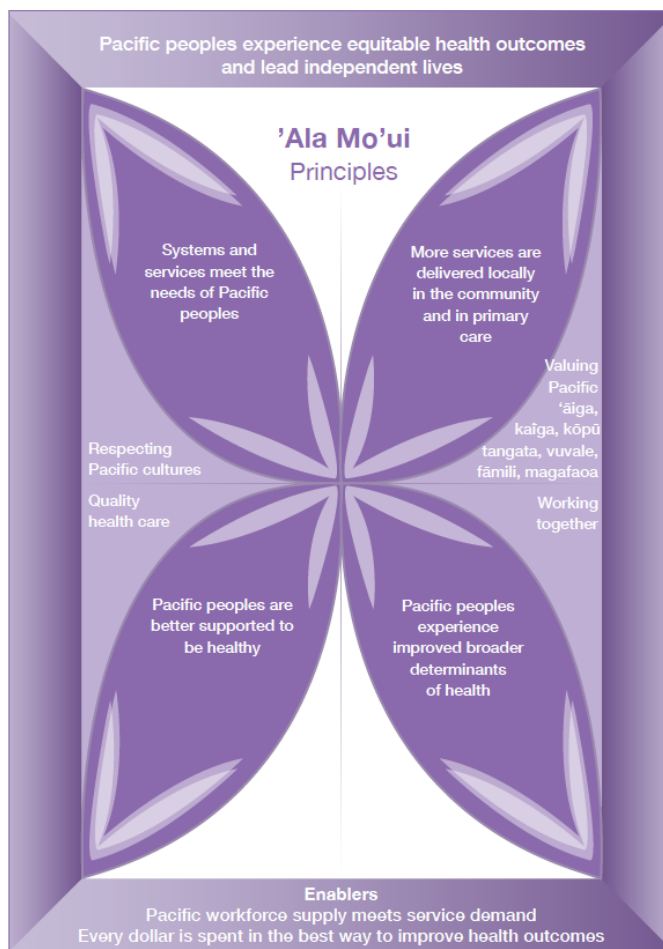 Pacific peoples experience equitable health outcomes
and lead independent lives
’Ala Mo’ui
Principles
Systems and
services meet the
needs of Pacific
peoples
More services are
delivered locally
in the community
and in primary
care
Respecting
Pacific cultures
Valuing
Pacific
‘āiga,
kaīga, kōpū
tangata, vuvale,
fāmili, magafaoa
Quality
health care
Working
together
Pacific peoples are
better supported to
be healthy
Pacific peoples
experience
improved broader
determinants
of health
Enablers
Pacific workforce supply meets service demand
Every dollar is spent in the best way to improve health outcomes